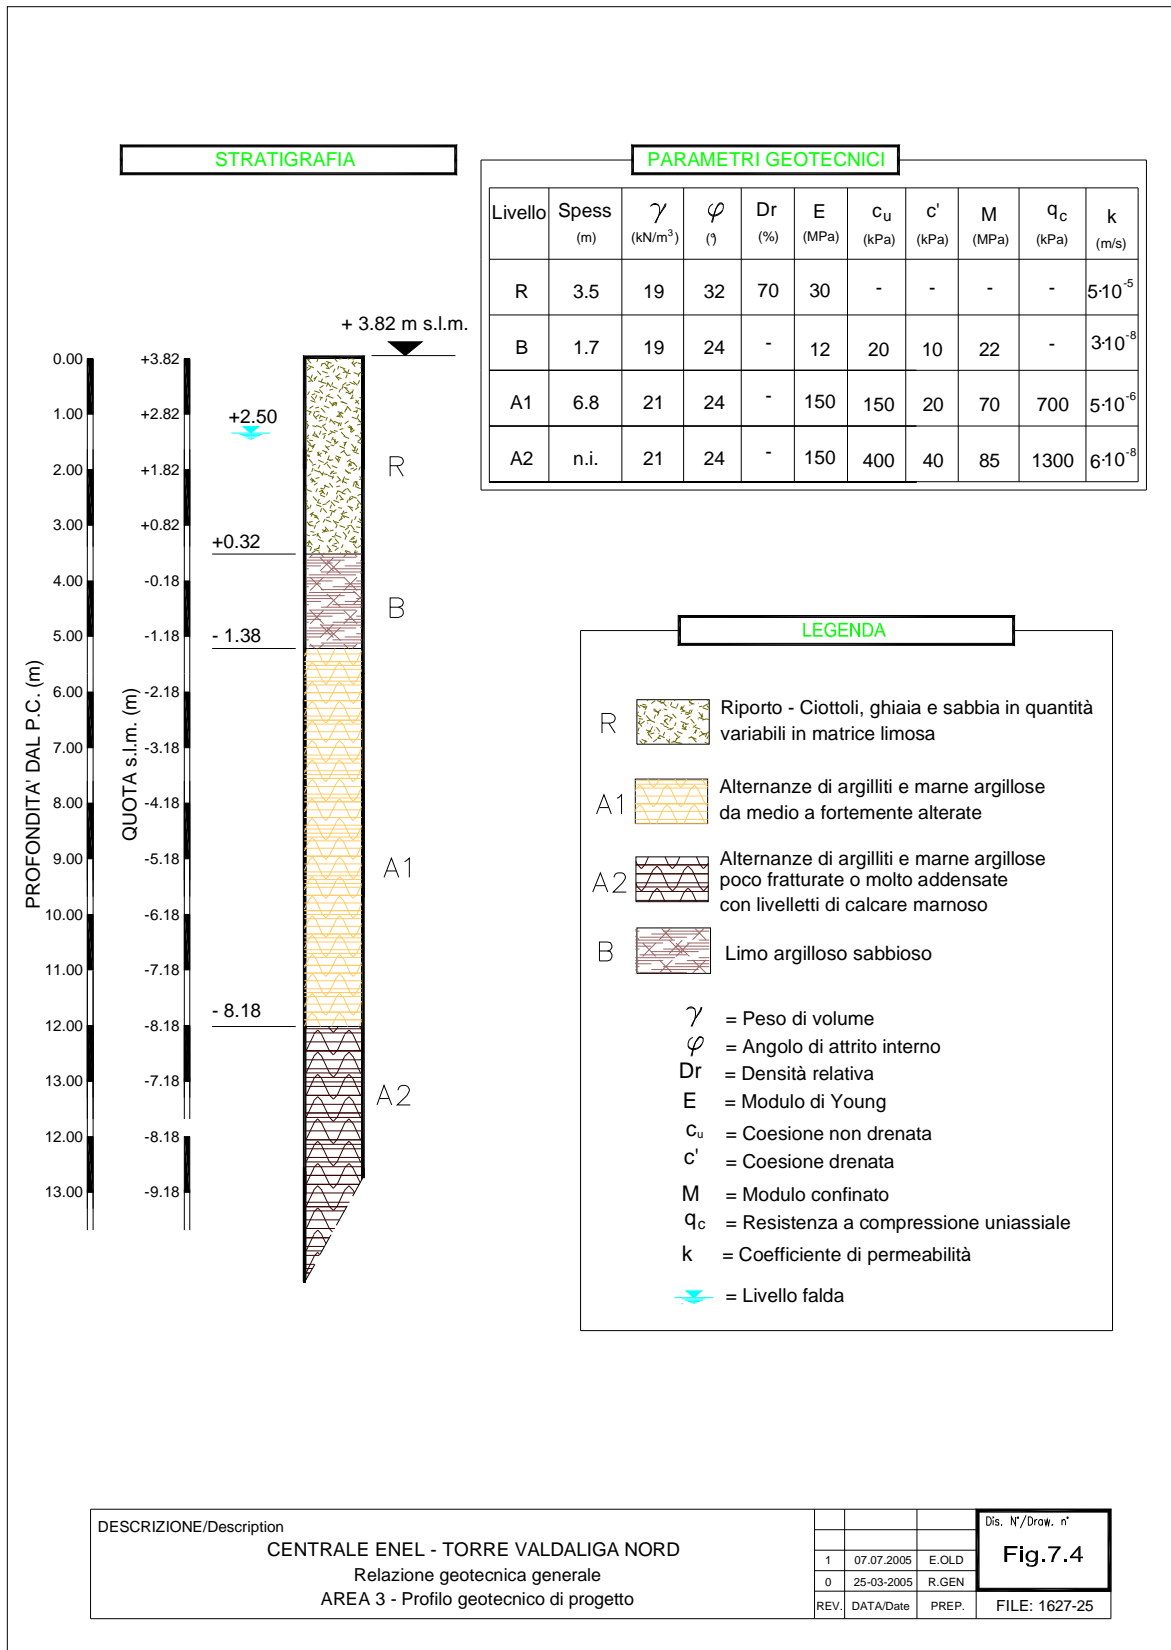 STRATIGRAFIA
PARAMETRI GEOTECNICI
Livello Spess γ φ Dr E cu c' M qc k
(m) (kN/m³) (°) (%) (MPa) (kPa) (kPa) (MPa) (kPa) (m/s)
R 3.5 19 32 70 30 - - - - 5·10⁻⁵
B 1.7 19 24 - 12 20 10 22 - 3·10⁻⁸
A1 6.8 21 24 - 150 150 20 70 700 5·10⁻⁶
A2 n.i. 21 24 - 150 400 40 85 1300 6·10⁻⁸
+ 3.82 m s.l.m.
PROFONDITA' DAL P.C. (m)
QUOTA s.l.m. (m)
0.00 +3.82
1.00 +2.82
+2.50
2.00 +1.82
R
3.00 +0.82
+0.32
4.00 -0.18
B
5.00 -1.18
- 1.38
6.00 -2.18
7.00 -3.18
8.00 -4.18
9.00 -5.18
A1
10.00 -6.18
11.00 -7.18
- 8.18
12.00 -8.18
13.00 -7.18
A2
12.00 -8.18
13.00 -9.18
LEGENDA
R Riporto - Ciottoli, ghiaia e sabbia in quantità
variabili in matrice limosa
A1 Alternanze di argilliti e marne argillose
da medio a fortemente alterate
A2 Alternanze di argilliti e marne argillose
poco fratturate o molto addensate
con livelletti di calcare marnoso
B Limo argilloso sabbioso
γ = Peso di volume
φ = Angolo di attrito interno
Dr = Densità relativa
E = Modulo di Young
cu = Coesione non drenata
c' = Coesione drenata
M = Modulo confinato
qc = Resistenza a compressione uniassiale
k = Coefficiente di permeabilità
= Livello falda
DESCRIZIONE/Description
CENTRALE ENEL - TORRE VALDALIGA NORD
Relazione geotecnica generale
AREA 3 - Profilo geotecnico di progetto
1 07.07.2005 E.OLD
0 25-03-2005 R.GEN
REV. DATA/Date PREP.
Dis. N°/Draw. n°
Fig.7.4
FILE: 1627-25